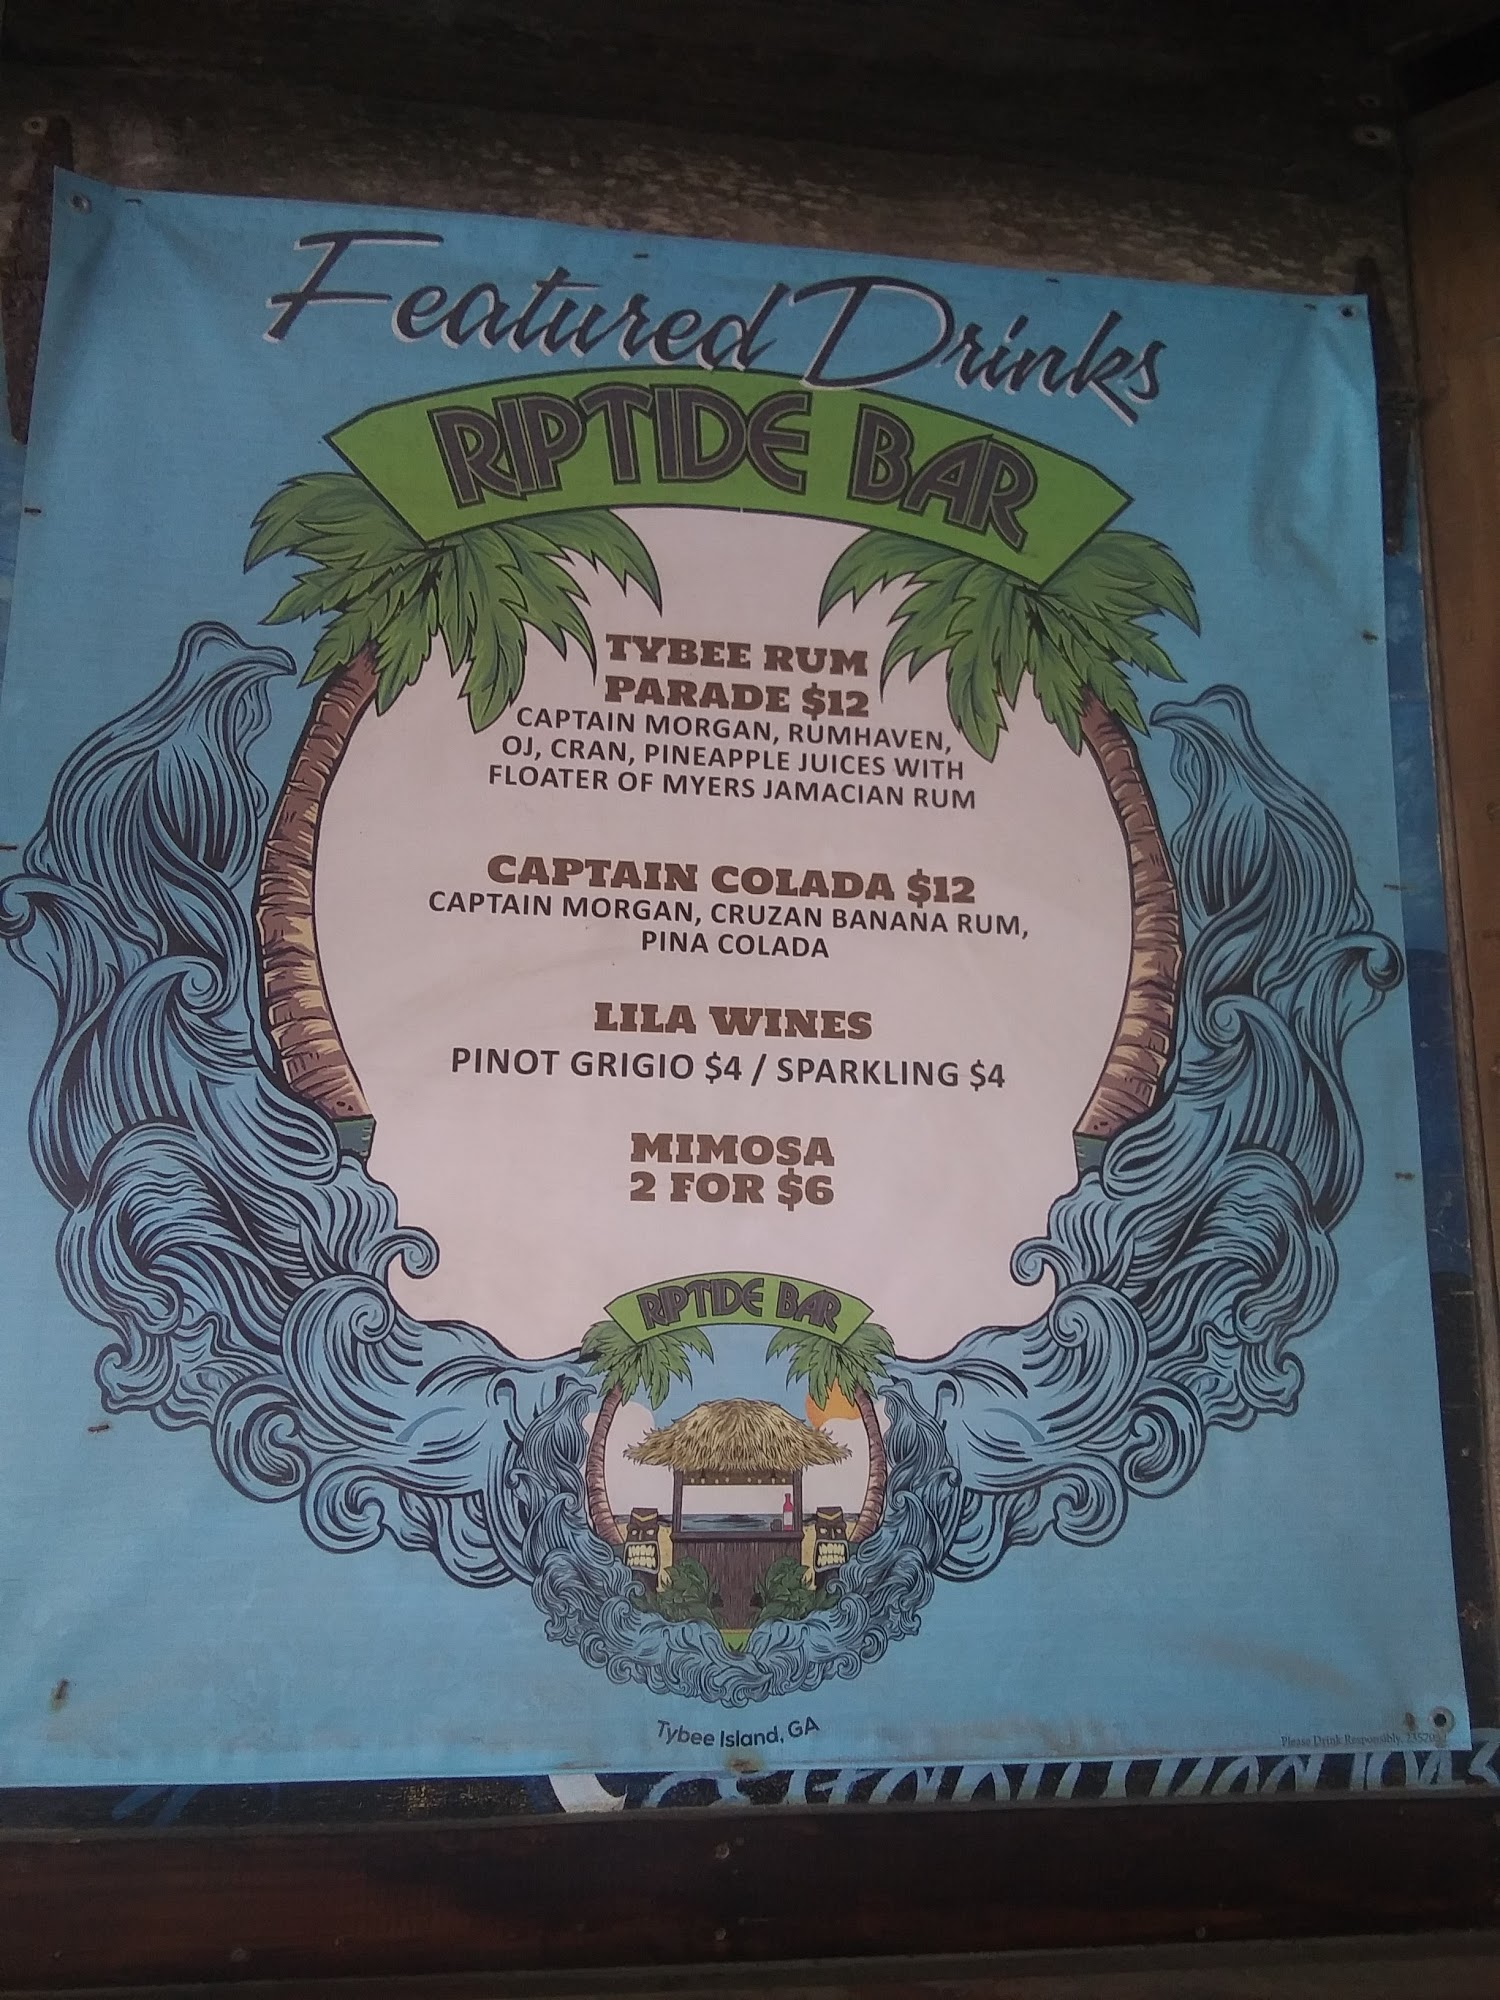 Featured Drinks
RIPTIDE BAR
TYBEE RUM
PARADE $12
CAPTAIN MORGAN, RUMHAVEN,
OJ, CRAN, PINEAPPLE JUICES WITH
FLOATER OF MYERS JAMACIAN RUM
CAPTAIN COLADA $12
CAPTAIN MORGAN, CRUZAN BANANA RUM,
PINA COLADA
LILA WINES
PINOT GRIGIO $4 / SPARKLING $4
MIMOSA
2 FOR $6
RIPTIDE BAR
Tybee Island, GA
Please Drink Responsibly.